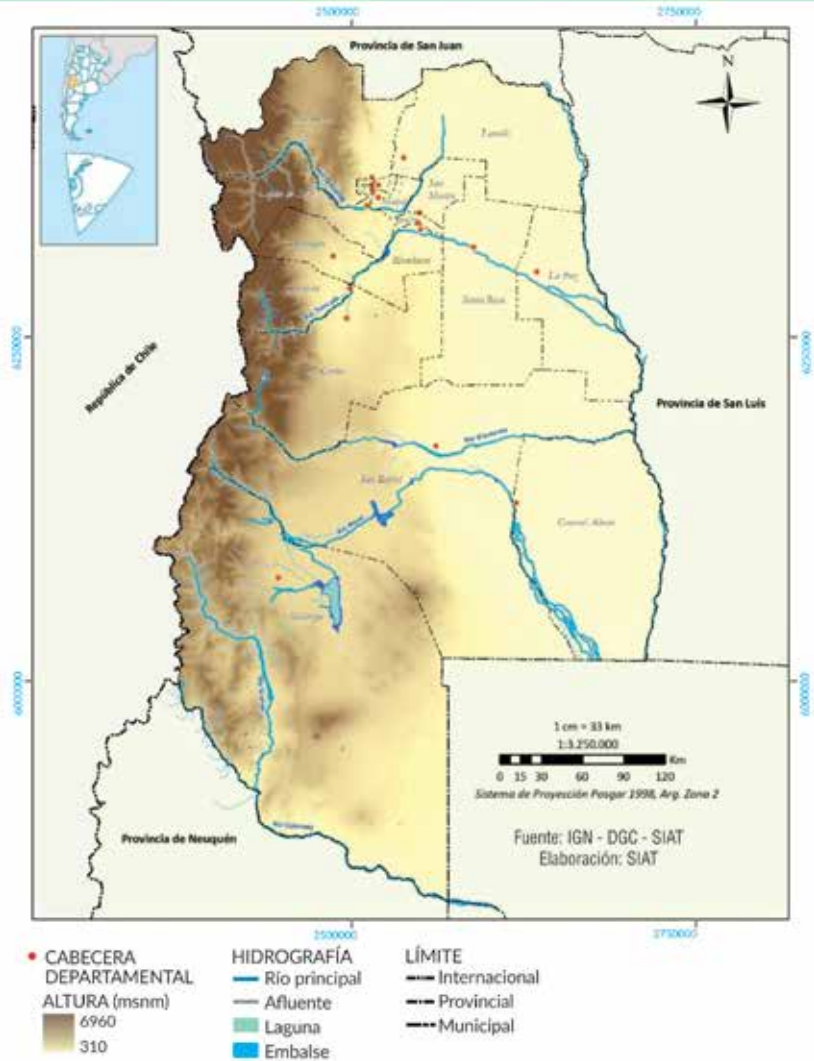 2500000
2750000
Provincia de San Juan
N
Lavalle
San
Martín
Rivadavia
La Paz
Santa Rosa
6250000
6250000
República de Chile
Provincia de San Luis
Río Diamante
San Rafael
General Alvear
Malargüe
6000000
6000000
1 cm = 33 km
1:3.250.000
0 15 30 60 90 120 Km
Sistema de Proyección Posgar 1998, Arg. Zona 2
Provincia de Neuquén
Fuente: IGN - DGC - SIAT
Elaboración: SIAT
2500000
2750000
CABECERA
DEPARTAMENTAL
ALTURA (msnm)
6960
310
HIDROGRAFÍA
Río principal
Afluente
Laguna
Embalse
LÍMITE
Internacional
Provincial
Municipal